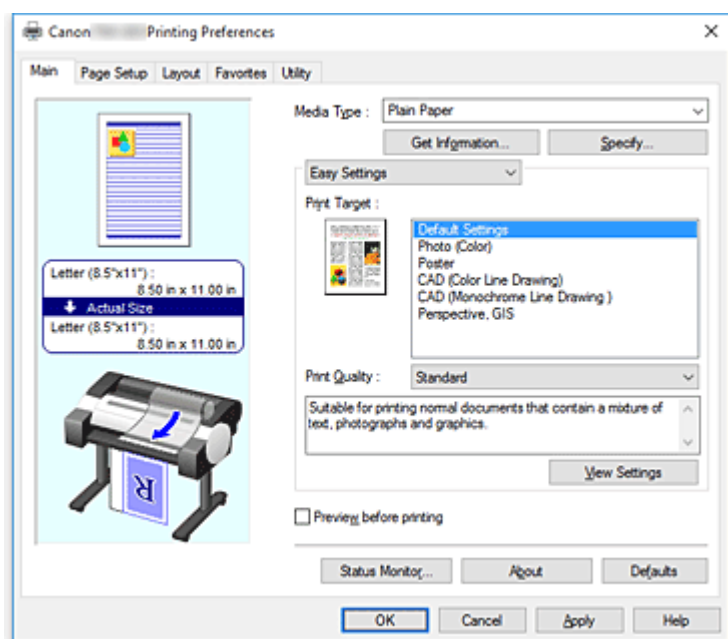 Canon Printing Preferences
Main Page Setup Layout Favorites Utility
Media Type : Plain Paper
Get Information... Specify...
Easy Settings
Print Target :
Default Settings
Photo (Color)
Poster
CAD (Color Line Drawing)
CAD (Monochrome Line Drawing )
Perspective, GIS
Letter (8.5"x11") :
8.50 in x 11.00 in
Actual Size
Letter (8.5"x11") :
8.50 in x 11.00 in
R
Print Quality : Standard
Suitable for printing normal documents that contain a mixture of
text, photographs and graphics.
View Settings
Preview before printing
Status Monitor... About Defaults
OK Cancel Apply Help